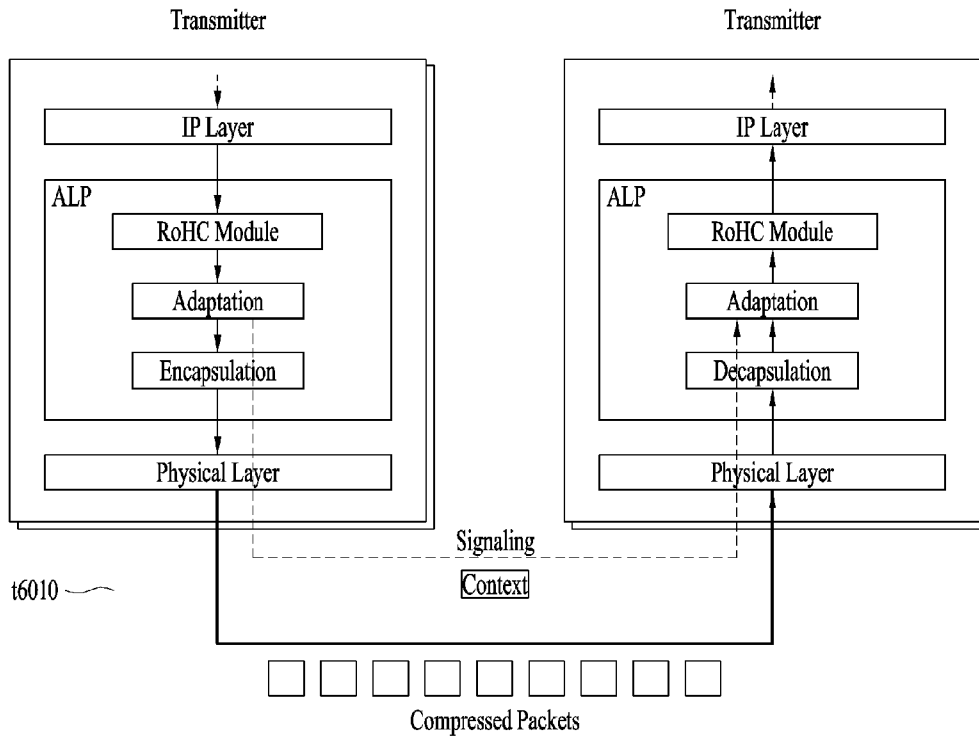 Transmitter
IP Layer
ALP
RoHC Module
Adaptation
Encapsulation
Physical Layer
Transmitter
IP Layer
ALP
RoHC Module
Adaptation
Decapsulation
Physical Layer
Signaling
Context
t6010
Compressed Packets